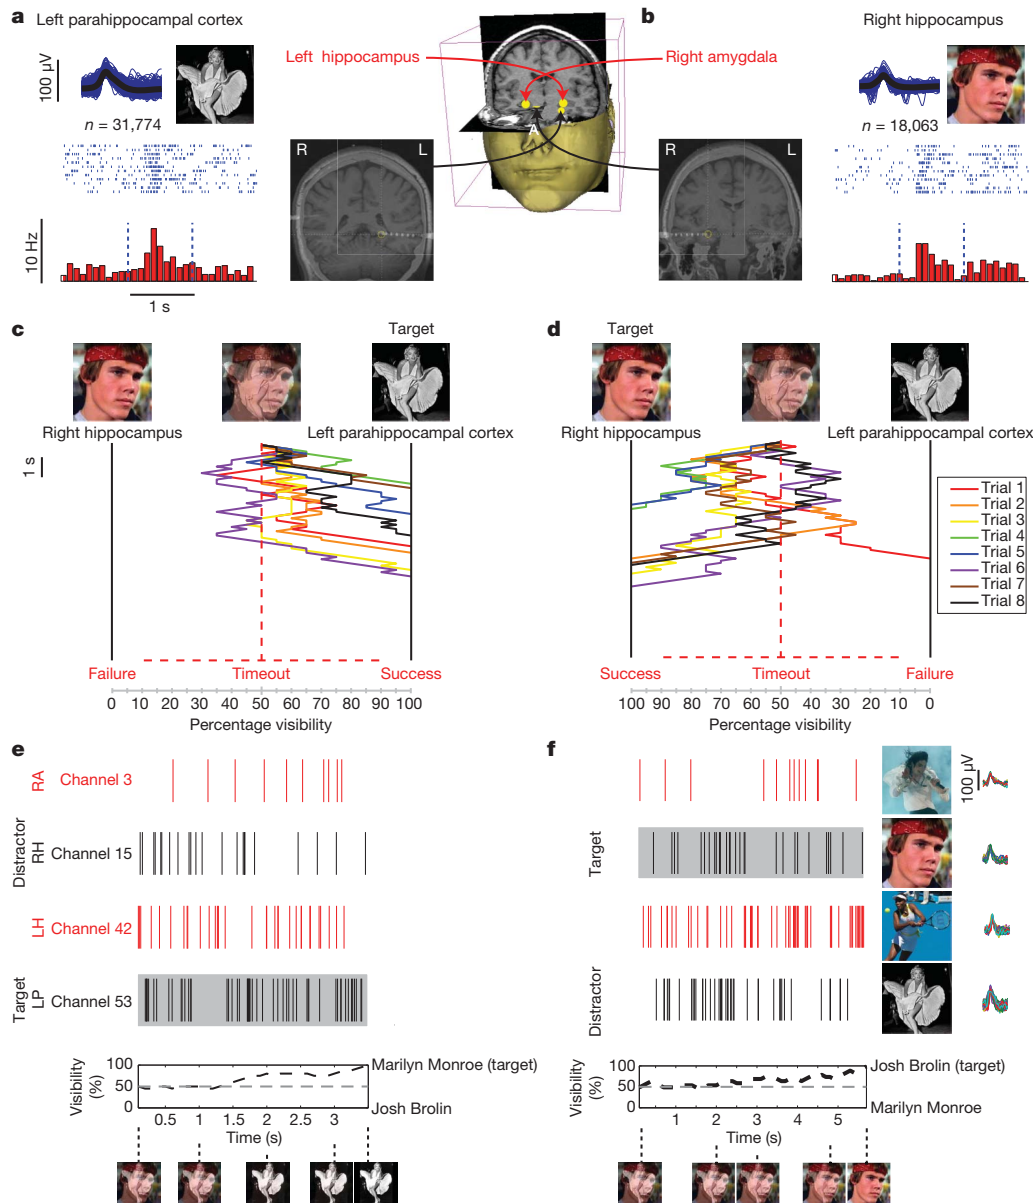 a Left parahippocampal cortex
100 µV
n = 31,774
10 Hz
1 s
Left hippocampus
Right amygdala
A
R L
R L
b Right hippocampus
n = 18,063
c Target
Right hippocampus
Left parahippocampal cortex
1 s
Failure
Timeout
Success
0 10 20 30 40 50 60 70 80 90 100
Percentage visibility
d Target
Right hippocampus
Left parahippocampal cortex
Trial 1
Trial 2
Trial 3
Trial 4
Trial 5
Trial 6
Trial 7
Trial 8
Success
Timeout
Failure
100 90 80 70 60 50 40 30 20 10 0
Percentage visibility
e
RA
Channel 3
Distractor
RH
Channel 15
LH
Channel 42
Target
LP
Channel 53
Visibility
(%)
100
50
0
Marilyn Monroe (target)
Josh Brolin
0.5 1 1.5 2 2.5 3
Time (s)
f
100 µV
Target
Distractor
Visibility
(%)
100
50
0
Josh Brolin (target)
Marilyn Monroe
1 2 3 4 5
Time (s)